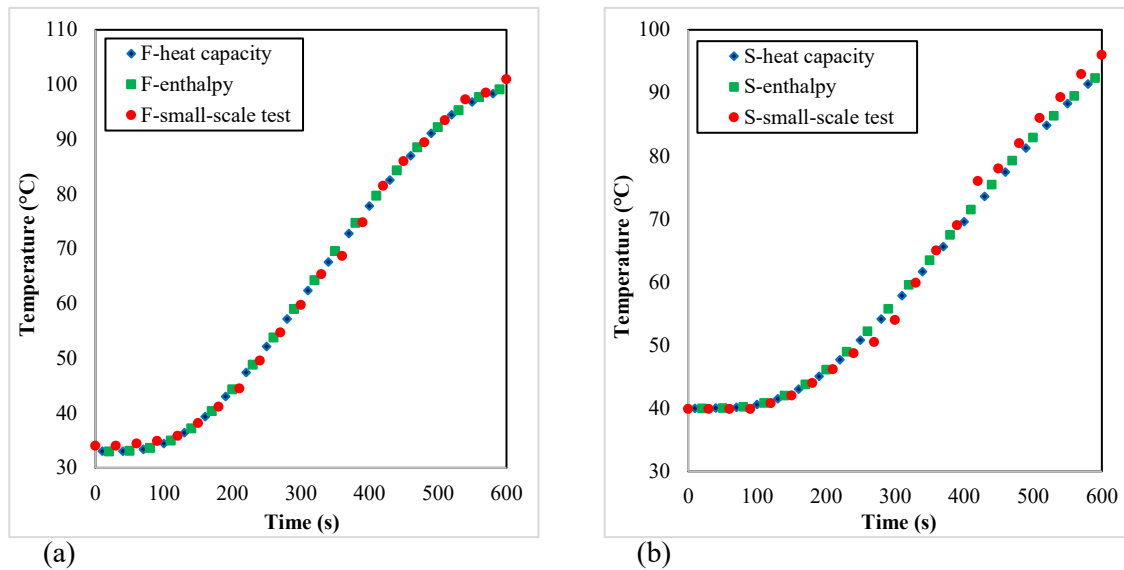 110
100
90
80
70
60
50
40
30
Temperature (°C)
F-heat capacity
F-enthalpy
F-small-scale test
0 100 200 300 400 500 600
Time (s)
(a)
100
90
80
70
60
50
40
30
Temperature (°C)
S-heat capacity
S-enthalpy
S-small-scale test
0 100 200 300 400 500 600
Time (s)
(b)